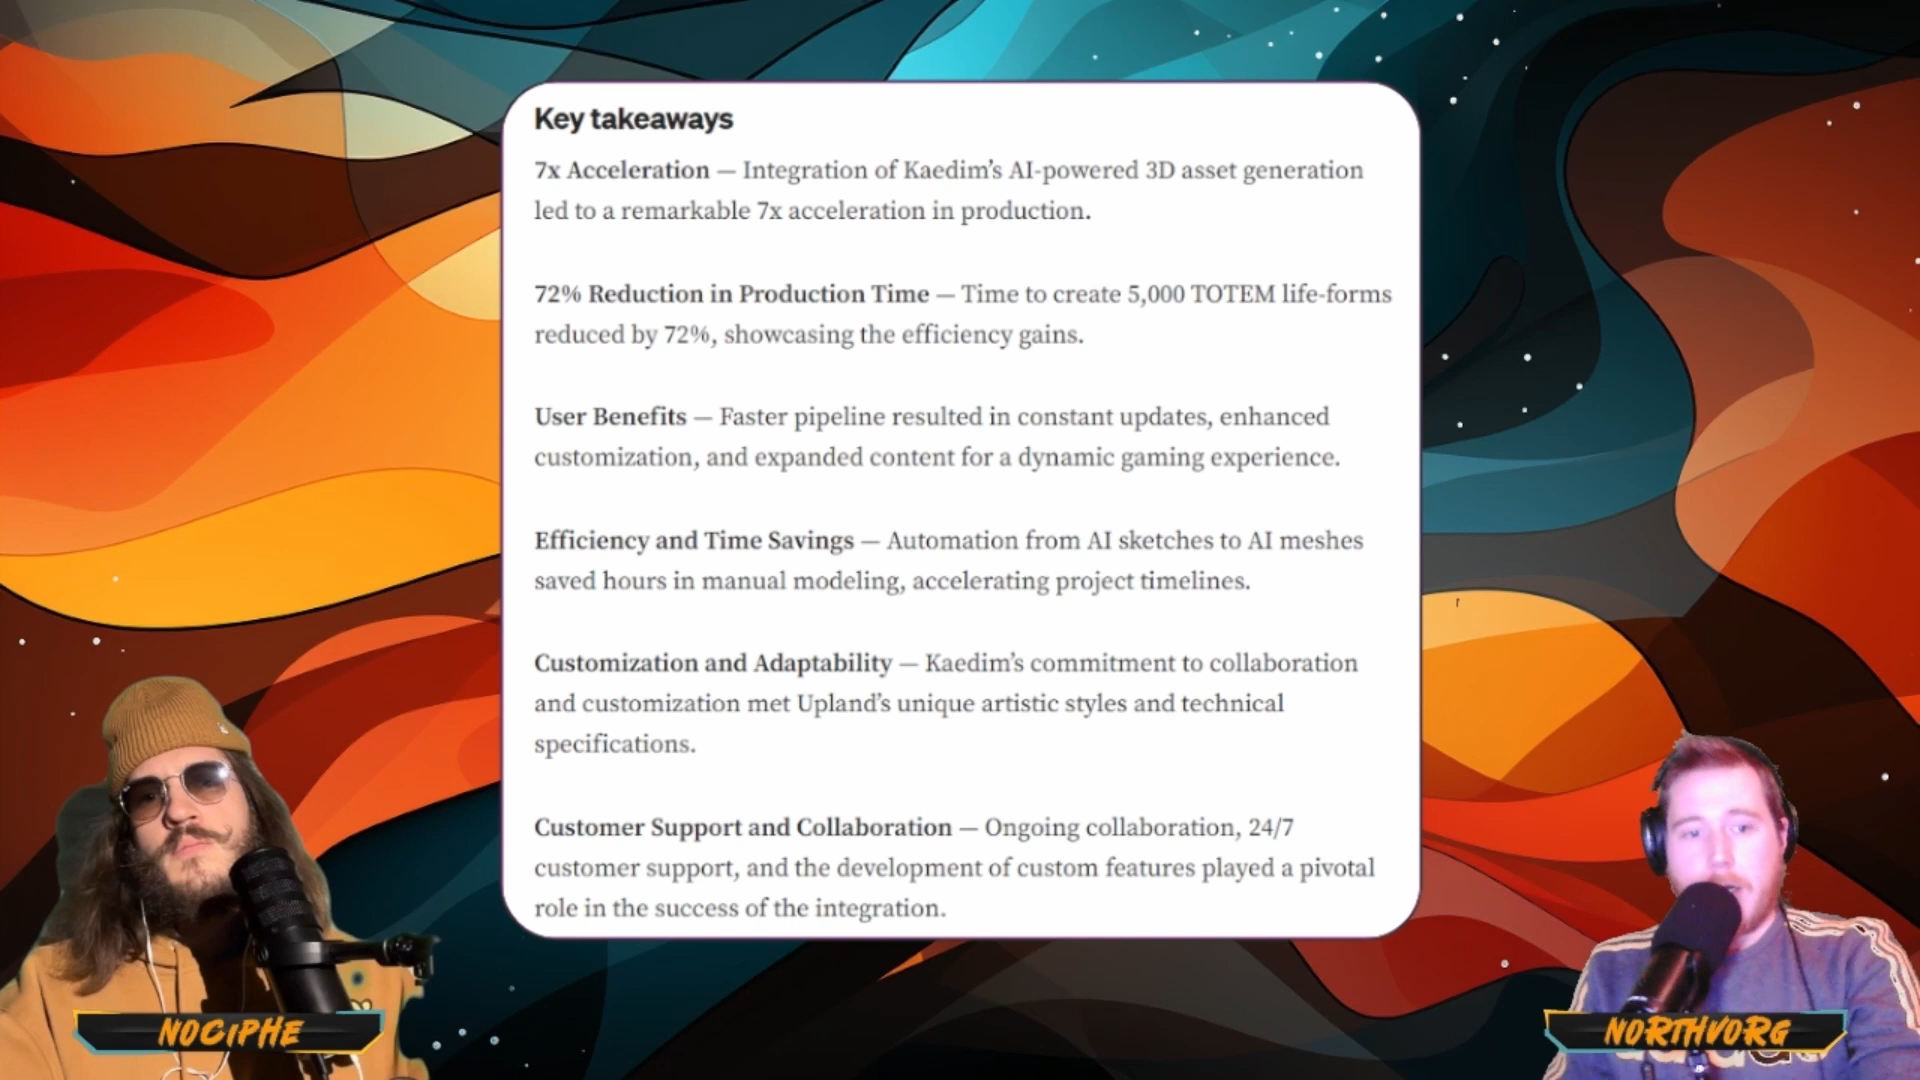 Key takeaways
7x Acceleration — Integration of Kaedim’s AI-powered 3D asset generation
led to a remarkable 7x acceleration in production.
72% Reduction in Production Time — Time to create 5,000 TOTEM life-forms
reduced by 72%, showcasing the efficiency gains.
User Benefits — Faster pipeline resulted in constant updates, enhanced
customization, and expanded content for a dynamic gaming experience.
Efficiency and Time Savings — Automation from AI sketches to AI meshes
saved hours in manual modeling, accelerating project timelines.
Customization and Adaptability — Kaedim’s commitment to collaboration
and customization met Upland’s unique artistic styles and technical
specifications.
Customer Support and Collaboration — Ongoing collaboration, 24/7
customer support, and the development of custom features played a pivotal
role in the success of the integration.
NOCIPHE
NORTHVORG